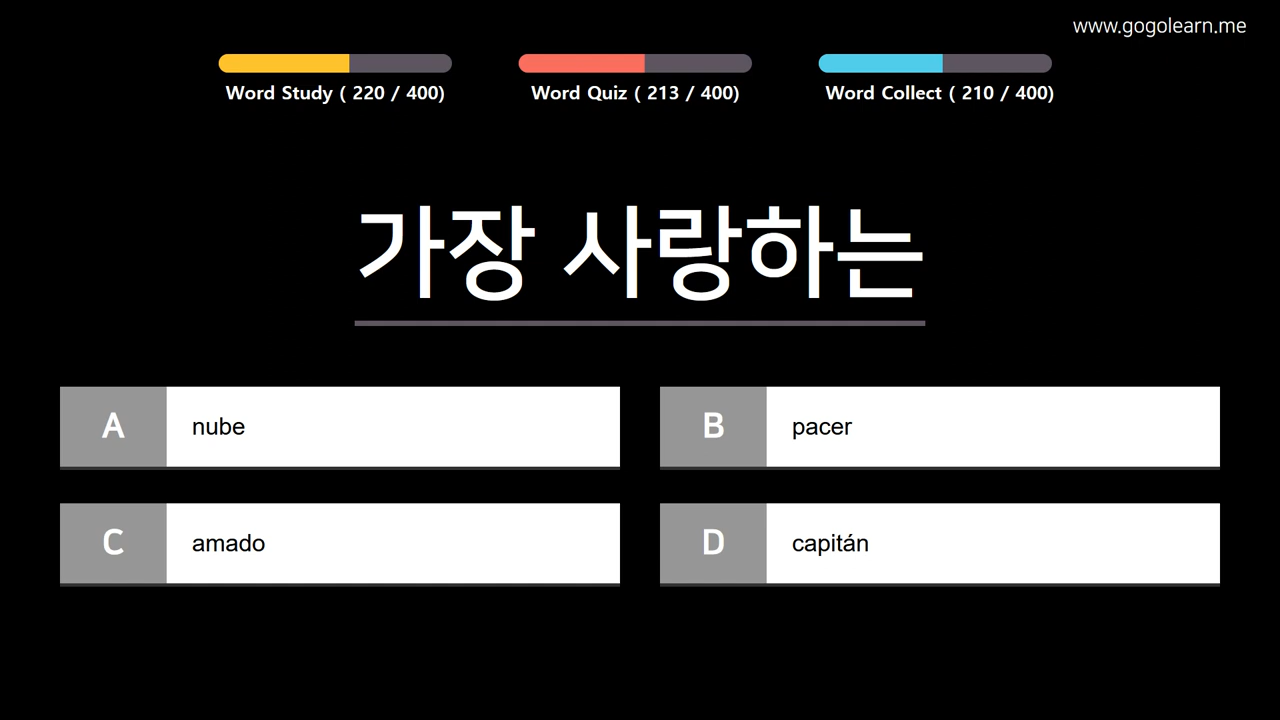 www.gogolearn.me
Word Study ( 220 / 400)
Word Quiz ( 213 / 400)
Word Collect ( 210 / 400)
가장 사랑하는
A nube
B pacer
C amado
D capitán